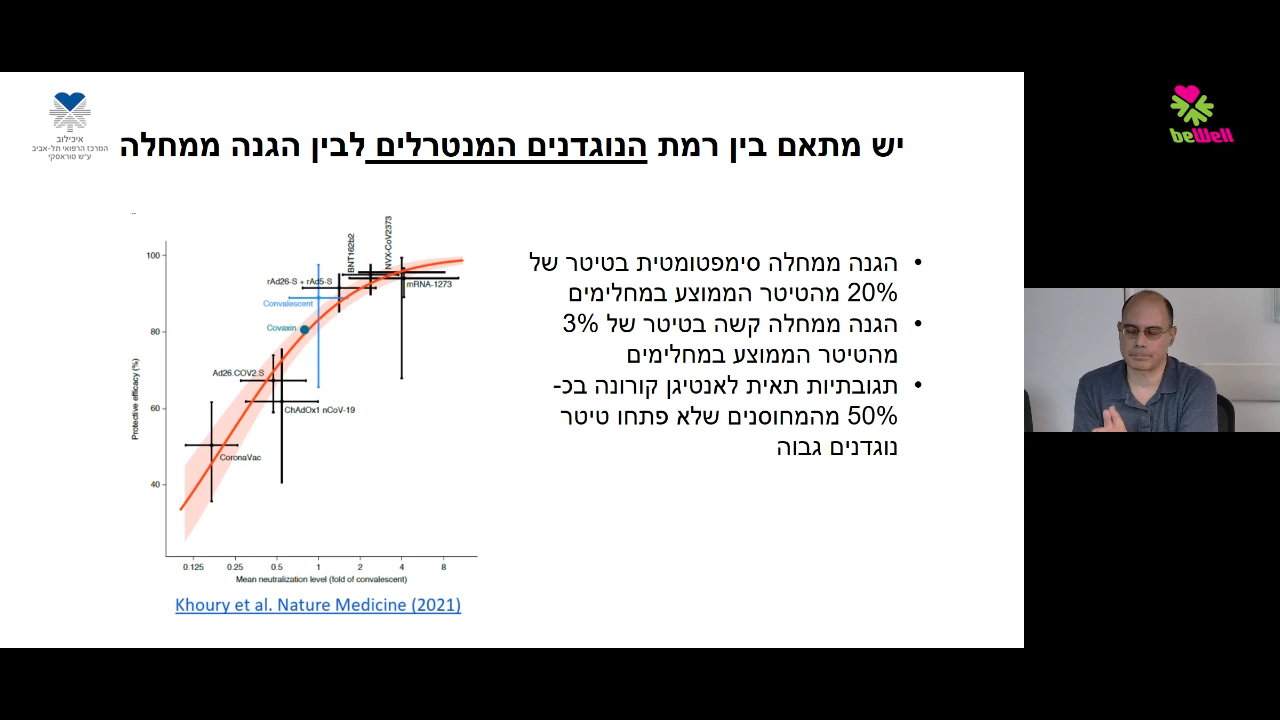 איכילוב
המרכז הרפואי תל-אביב
ע"ש סוראסקי
beWell
יש מתאם בין רמת הנוגדנים המנטרלים לבין הגנה ממחלה
הגנה ממחלה סימפטומטית בטיטר של
20% מהטיטר הממוצע במחלימים
הגנה ממחלה קשה בטיטר של 3%
מהטיטר הממוצע במחלימים
תגובתיות תאית לאנטיגן קורונה בכ-
50% מהמחוסנים שלא פתחו טיטר
נוגדנים גבוה
Protective efficacy (%)
100
80
60
40
BNT162b2
NVX-CoV2373
rAd26-S + rAd5-S
mRNA-1273
Convalescent
Covaxin
Ad26.COV2.S
ChAdOx1 nCoV-19
CoronaVac
0.125 0.25 0.5 1 2 4 8
Mean neutralization level (fold of convalescent)
Khoury et al. Nature Medicine (2021)